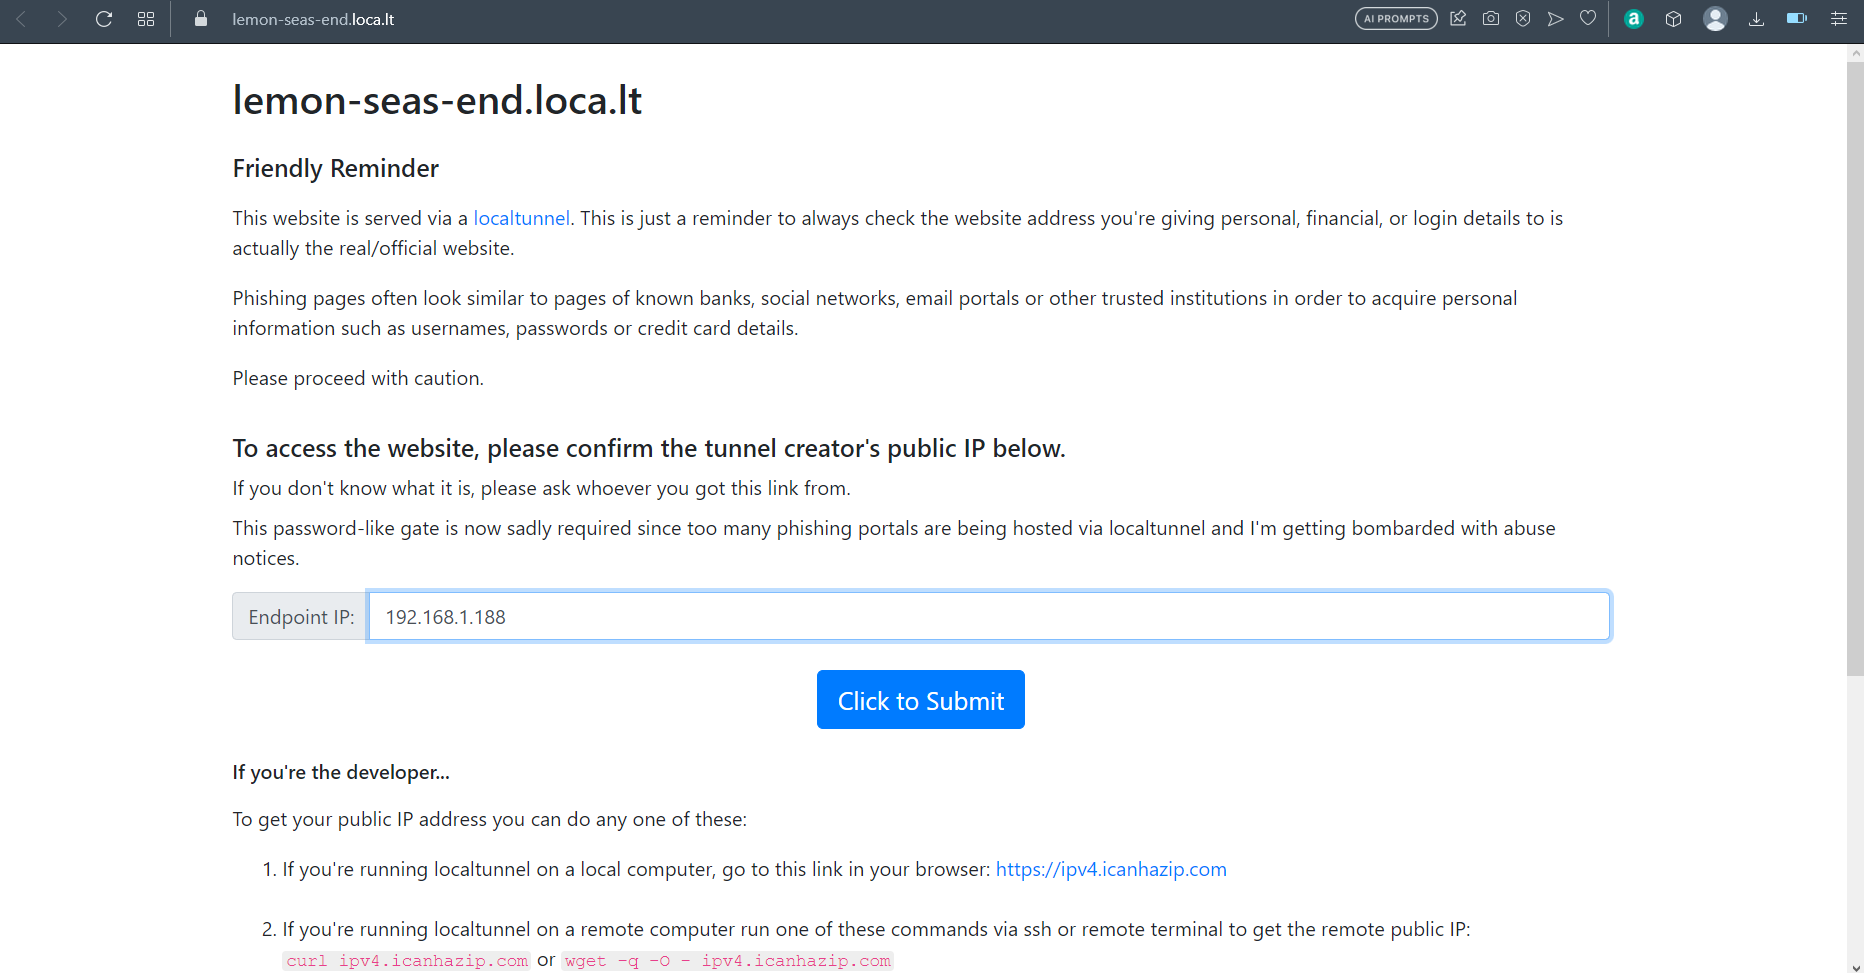 lemon-seas-end.loca.lt
AI PROMPTS
a
lemon-seas-end.loca.lt
Friendly Reminder
This website is served via a localtunnel. This is just a reminder to always check the website address you're giving personal, financial, or login details to is
actually the real/official website.
Phishing pages often look similar to pages of known banks, social networks, email portals or other trusted institutions in order to acquire personal
information such as usernames, passwords or credit card details.
Please proceed with caution.
To access the website, please confirm the tunnel creator's public IP below.
If you don't know what it is, please ask whoever you got this link from.
This password-like gate is now sadly required since too many phishing portals are being hosted via localtunnel and I'm getting bombarded with abuse
notices.
Endpoint IP: 192.168.1.188
Click to Submit
If you're the developer...
To get your public IP address you can do any one of these:
1. If you're running localtunnel on a local computer, go to this link in your browser: https://ipv4.icanhazip.com
2. If you're running localtunnel on a remote computer run one of these commands via ssh or remote terminal to get the remote public IP:
curl ipv4.icanhazip.com or wget -q -O - ipv4.icanhazip.com